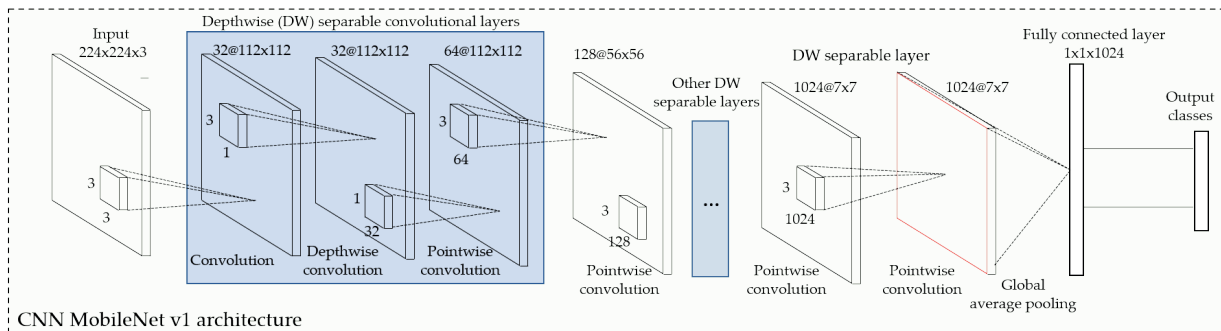 Depthwise (DW) separable convolutional layers
Input
224x224x3
32@112x112
32@112x112
64@112x112
128@56x56
Other DW
separable layers
DW separable layer
1024@7x7
1024@7x7
Fully connected layer
1x1x1024
Output
classes
3
3
3
1
1
32
3
64
3
128
...
3
1024
Convolution
Depthwise
convolution
Pointwise
convolution
Pointwise
convolution
Pointwise
convolution
Pointwise
convolution
Global
average pooling
CNN MobileNet v1 architecture